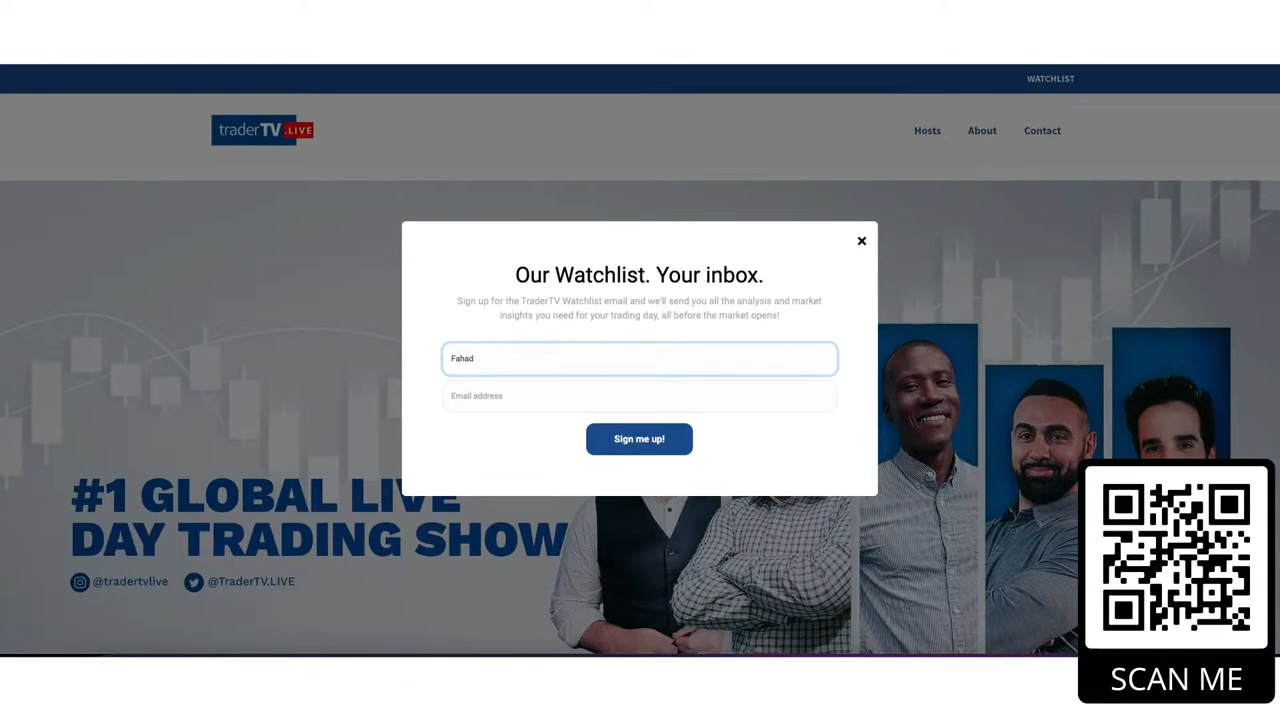 WATCHLIST
traderTV.LIVE
Hosts
About
Contact
Our Watchlist. Your inbox.
Sign up for the TraderTV Watchlist email and we'll send you all the analysis and market
insights you need for your trading day, all before the market opens!
Fahad
Email address
Sign me up!
#1 GLOBAL LIVE
DAY TRADING SHOW
@tradertvlive
@TraderTV.LIVE
SCAN ME